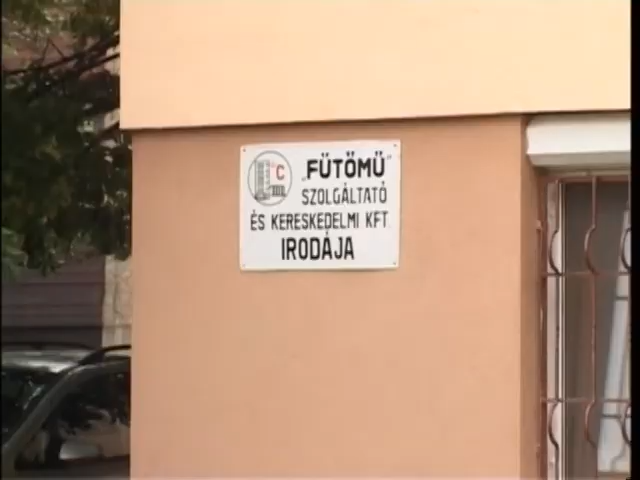 °C
„FŰTŐMŰ”
SZOLGÁLTATÓ
ÉS KERESKEDELMI KFT
IRODÁJA